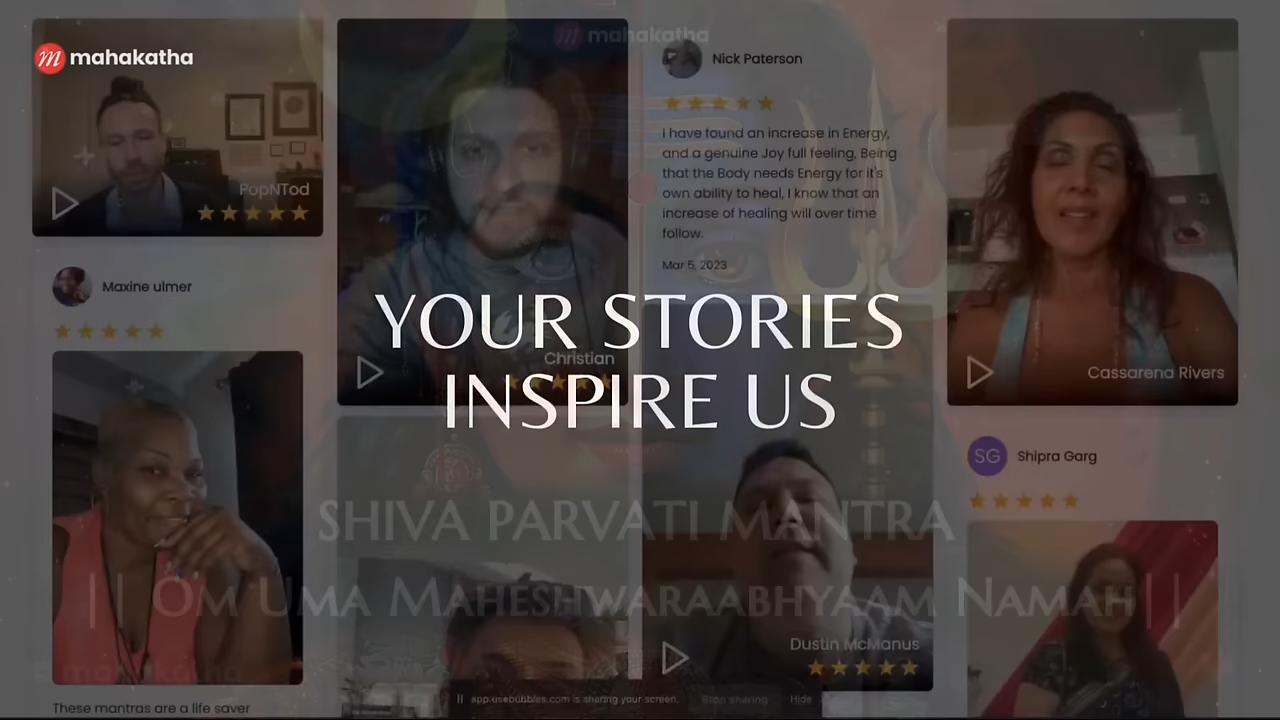 mahakatha
mahakatha
PopNTod
Maxine ulmer
These mantras are a life saver
Christian
Nick Paterson
I have found an increase in Energy,
and a genuine Joy full feeling, Being
that the Body needs Energy for it's
own ability to heal, I know that an
increase of healing will over time
follow.
Mar 5, 2023
Cassarena Rivers
YOUR STORIES
INSPIRE US
SG
Shipra Garg
SHIVA PARVATI MANTRA
|| OM UMA MAHESHWARAABHYAAM NAMAH ||
Dustin McManus
mahakatha
|| app.usebubbles.com is sharing your screen.
Stop sharing
Hide